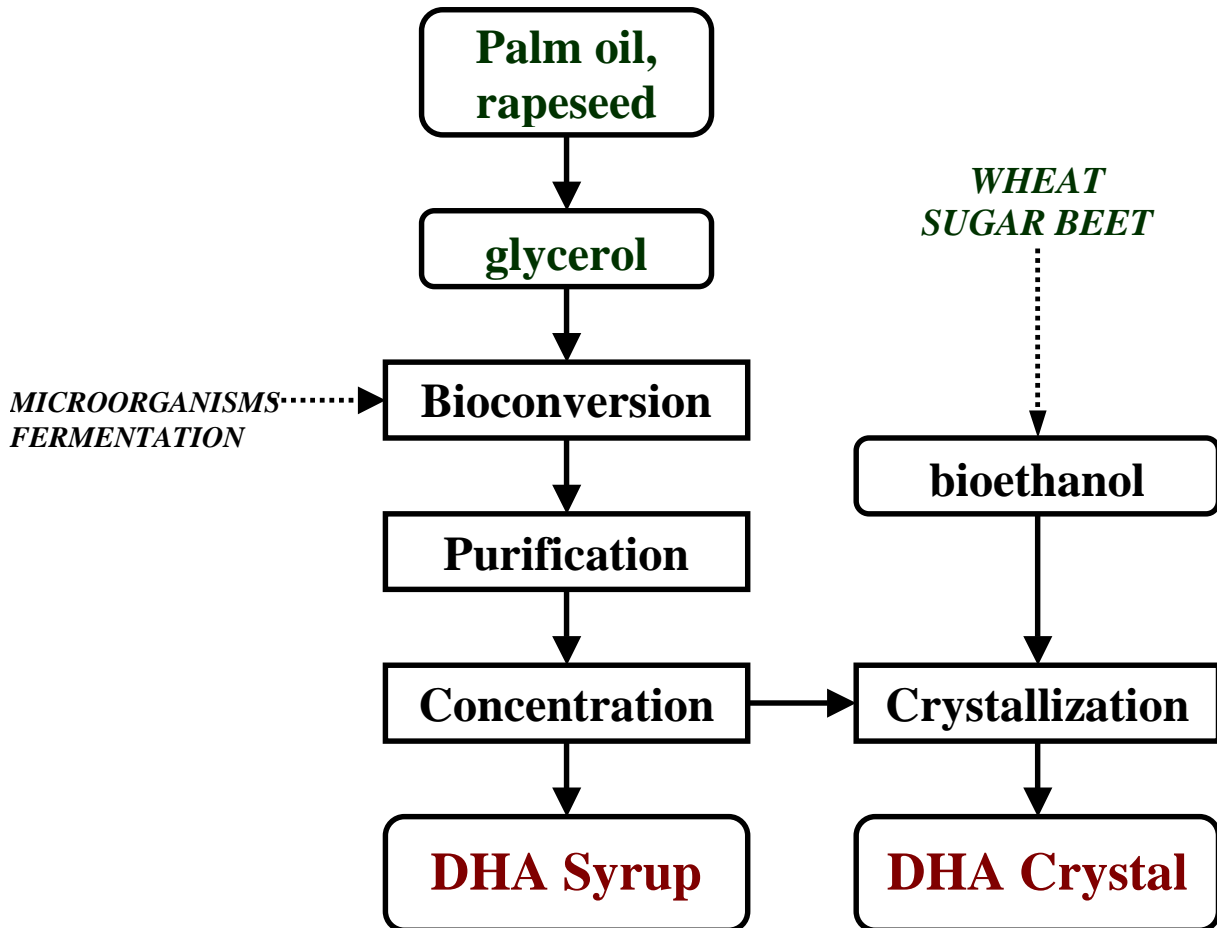 Palm oil,
rapeseed
WHEAT
SUGAR BEET
glycerol
MICROORGANISMS
FERMENTATION
Bioconversion
bioethanol
Purification
Concentration
Crystallization
DHA Syrup
DHA Crystal